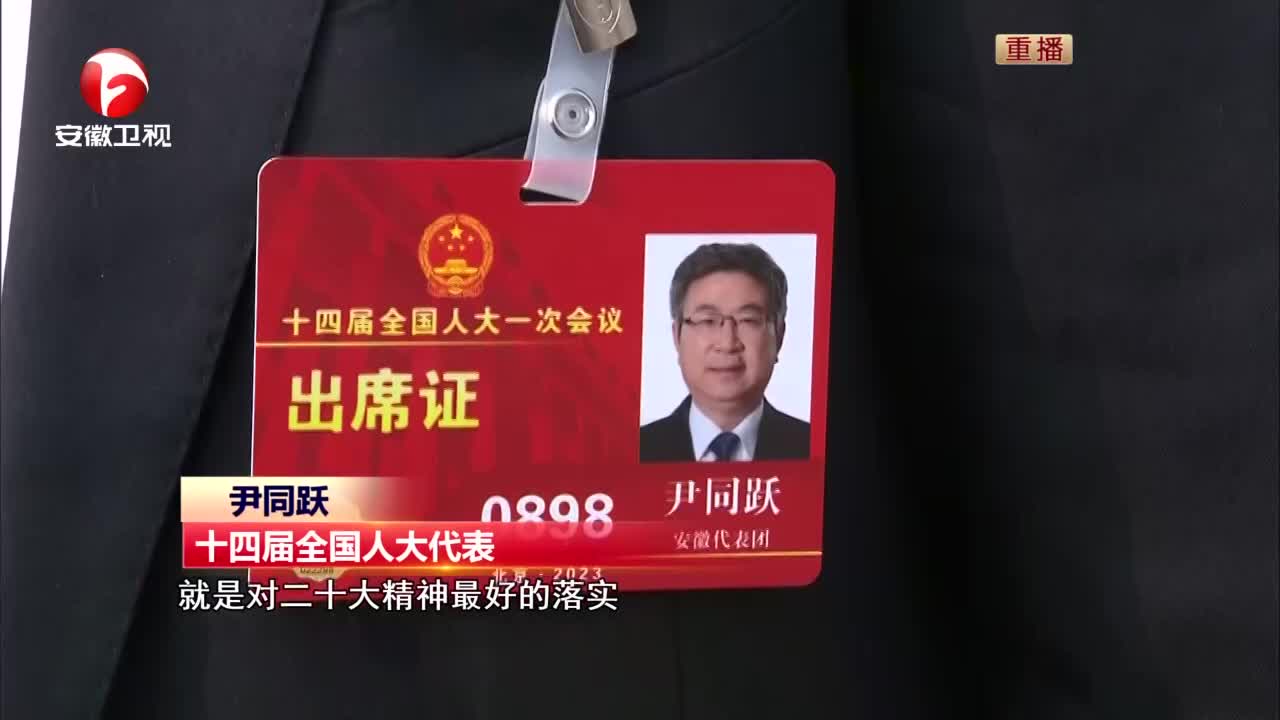 重播
安徽卫视
十四届全国人大一次会议
出席证
0898
尹同跃
安徽代表团
北京·2023
尹同跃
十四届全国人大代表
就是对二十大精神最好的落实